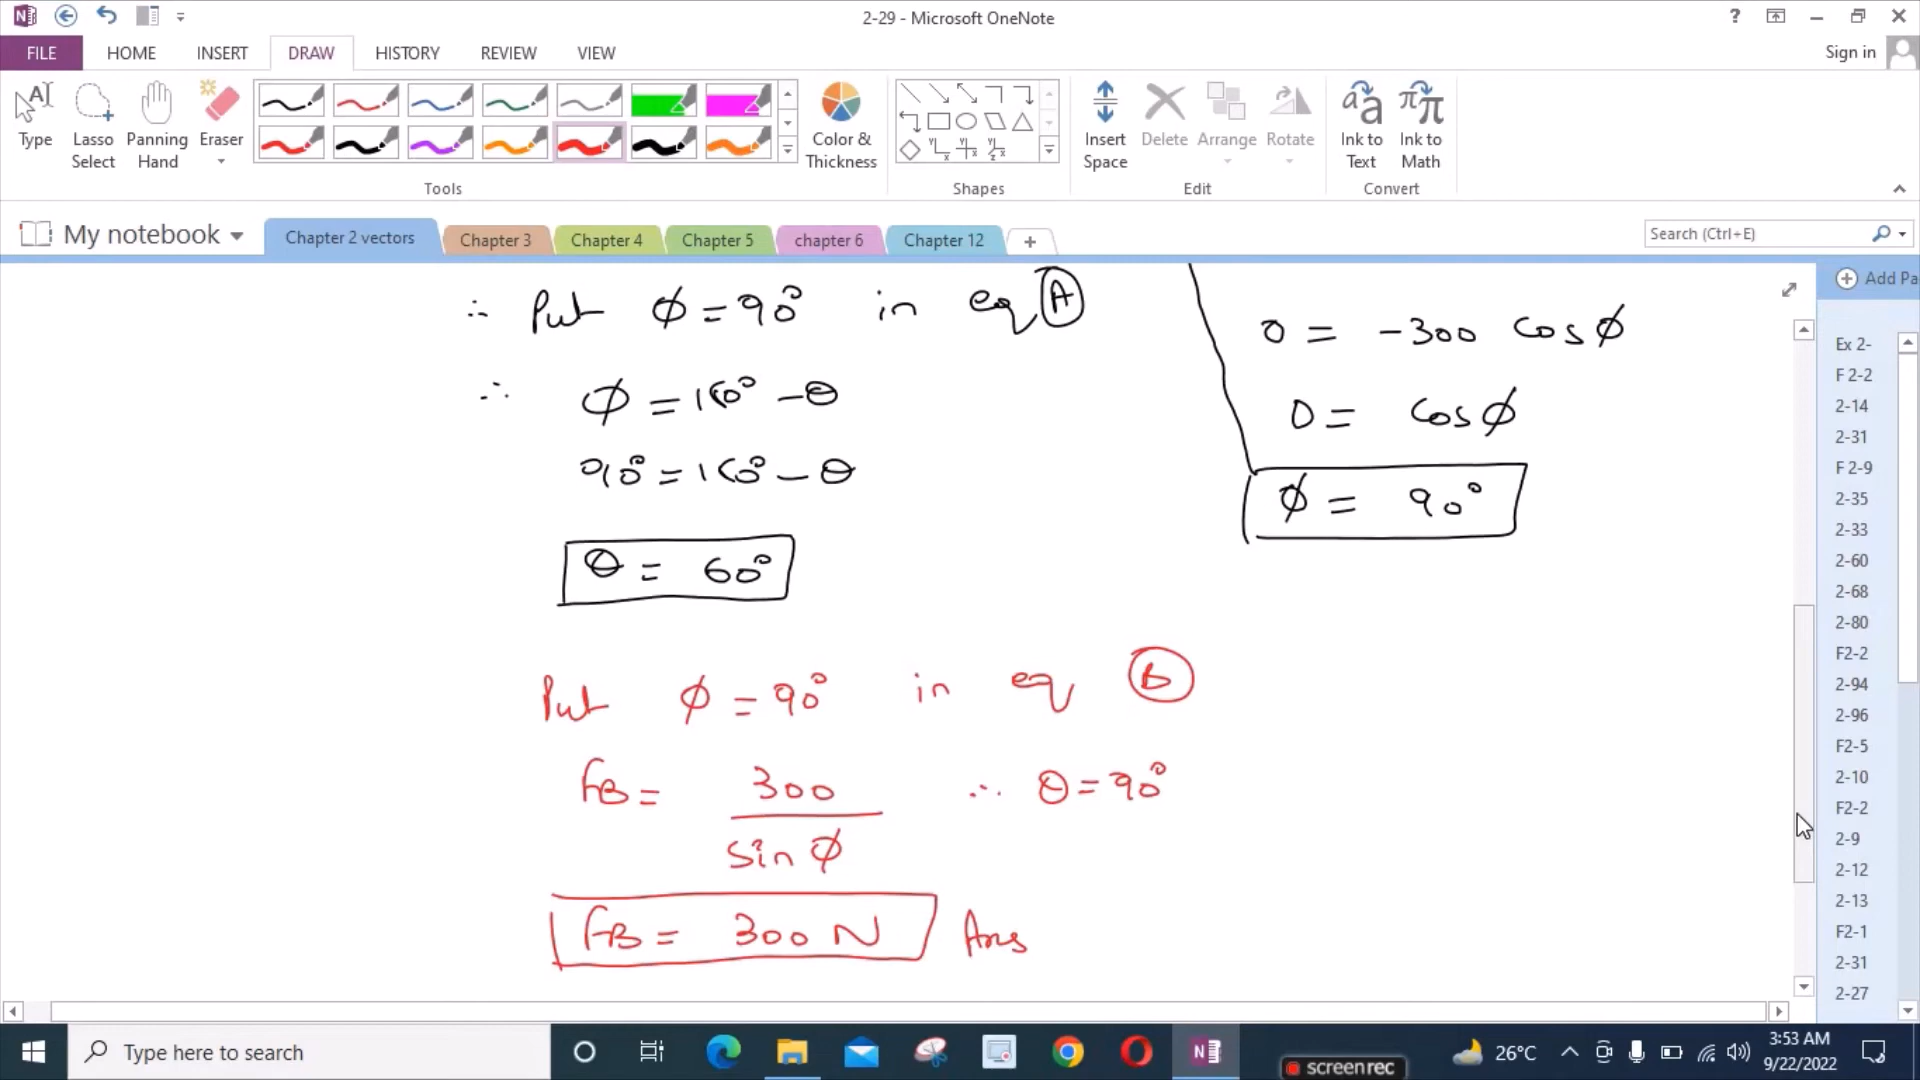 2-29 - Microsoft OneNote
?
FILE HOME INSERT DRAW HISTORY REVIEW VIEW
Sign in
Type
Lasso Select
Panning Hand
Eraser
Color & Thickness
Insert Space
Delete
Arrange
Rotate
Ink to Text
Ink to Math
Tools
Shapes
Edit
Convert
My notebook
Chapter 2 vectors
Chapter 3
Chapter 4
Chapter 5
chapter 6
Chapter 12
Search (Ctrl+E)
Add Pa
∴ Put ϕ = 90° in eq A
∴ ϕ = 150° - θ
90° = 150° - θ
θ = 60°
0 = -300 cos ϕ
0 = cos ϕ
ϕ = 90°
Put ϕ = 90° in eq B
FB = 300 / sin ϕ ∴ θ = 90°
FB = 300 N Ans
Ex 2-
F 2-2
2-14
2-31
F 2-9
2-35
2-33
2-60
2-68
2-80
F2-2
2-94
2-96
F2-5
2-10
F2-2
2-9
2-12
2-13
F2-1
2-31
2-27
Type here to search
screenrec
26°C
3:53 AM
9/22/2022